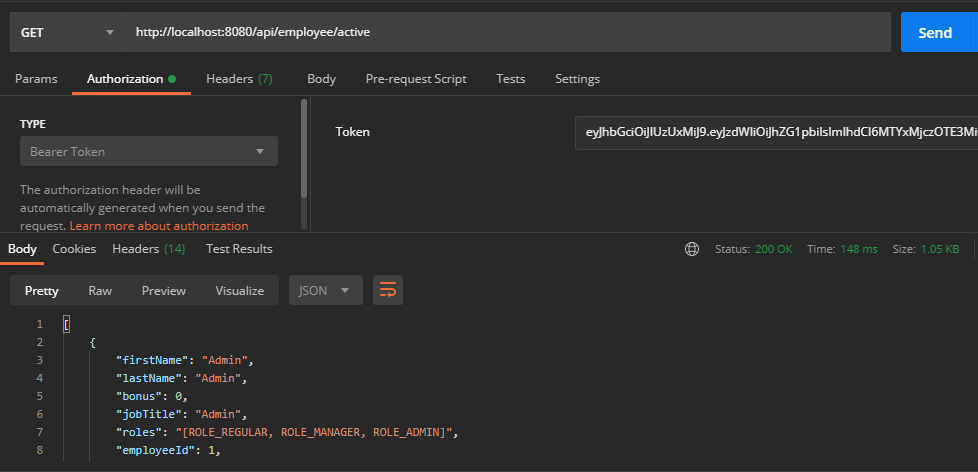 GET http://localhost:8080/api/employee/active Send
Params Authorization Headers (7) Body Pre-request Script Tests Settings
TYPE
Bearer Token
The authorization header will be
automatically generated when you send the
request. Learn more about authorization
Token
Body Cookies Headers (14) Test Results Status: 200 OK Time: 148 ms Size: 1.05 KB
Pretty Raw Preview Visualize JSON
1 [
2 {
3 "firstName": "Admin",
4 "lastName": "Admin",
5 "bonus": 0,
6 "jobTitle": "Admin",
7 "roles": "[ROLE_REGULAR, ROLE_MANAGER, ROLE_ADMIN]",
8 "employeeId": 1,